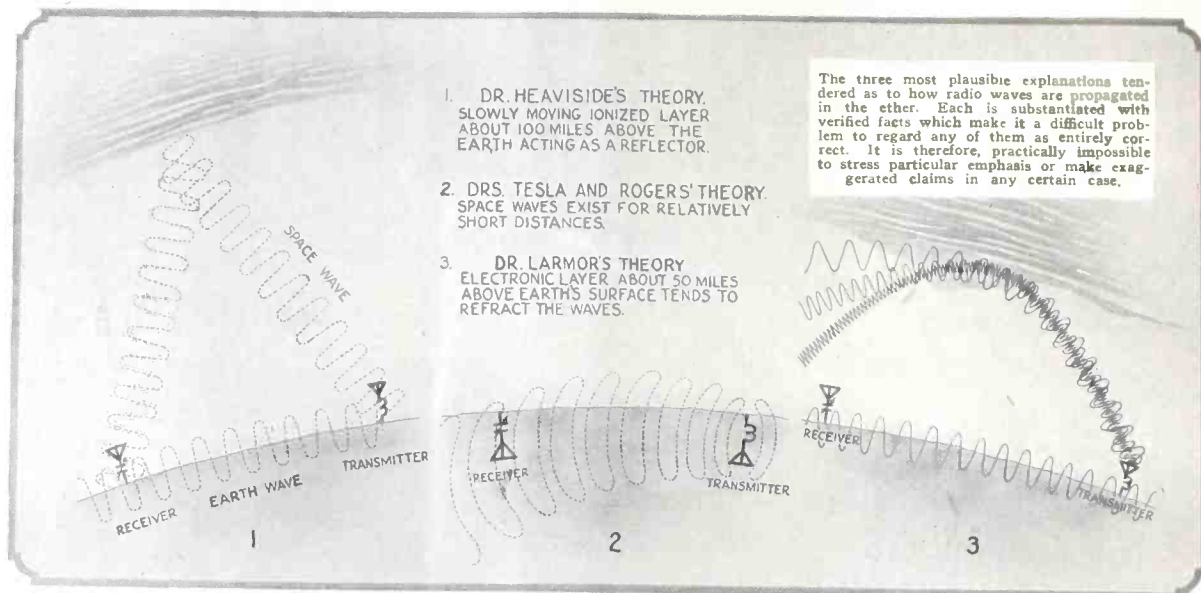 1. DR. HEAVISIDE'S THEORY.
SLOWLY MOVING IONIZED LAYER
ABOUT 100 MILES ABOVE THE
EARTH ACTING AS A REFLECTOR.
2. DRS. TESLA AND ROGERS' THEORY.
SPACE WAVES EXIST FOR RELATIVELY
SHORT DISTANCES.
3. DR. LARMOR'S THEORY
ELECTRONIC LAYER ABOUT 50 MILES
ABOVE EARTH'S SURFACE TENDS TO
REFRACT THE WAVES.
The three most plausible explanations ten-
dered as to how radio waves are propagated
in the ether. Each is substantiated with
verified facts which make it a difficult prob-
lem to regard any of them as entirely cor-
rect. It is therefore, practically impossible
to stress particular emphasis or make exag-
gerated claims in any certain case.
SPACE WAVE
RECEIVER
EARTH WAVE
TRANSMITTER
1
RECEIVER
TRANSMITTER
2
RECEIVER
TRANSMITTER
3